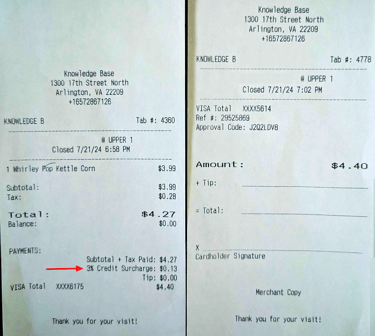 Knowledge Base
1300 17th Street North
Arlington, VA 22209
+16572867126
KNOWLEDGE B Tab #: 4360
# UPPER 1
Closed 7/21/24 6:58 PM
1 Whirley Pop Kettle Corn $3.99
Subtotal: $3.99
Tax: $0.28
Total: $4.27
Balance: $0.00
PAYMENTS:
Subtotal + Tax Paid: $4.27
3% Credit Surcharge: $0.13
Tip: $0.00
VISA Total XXXX6175 $4.40
Thank you for your visit!
Knowledge Base
1300 17th Street North
Arlington, VA 22209
+16572867126
KNOWLEDGE B Tab #: 4778
# UPPER 1
Closed 7/21/24 7:02 PM
VISA Total XXXX5614
Ref #: 29525869
Approval Code: J2Q2LDVB
Amount: $4.40
+ Tip:
= Total:
X
Cardholder Signature
Merchant Copy
Thank you for your visit!